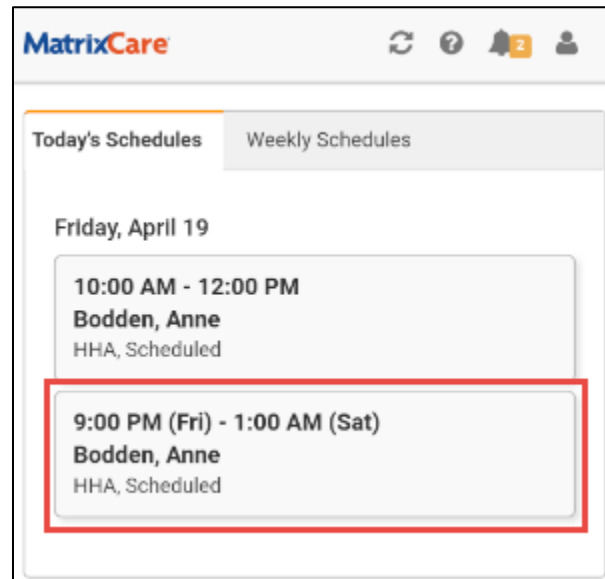 MatrixCare
2
Today's Schedules
Weekly Schedules
Friday, April 19
10:00 AM - 12:00 PM
Bodden, Anne
HHA, Scheduled
9:00 PM (Fri) - 1:00 AM (Sat)
Bodden, Anne
HHA, Scheduled